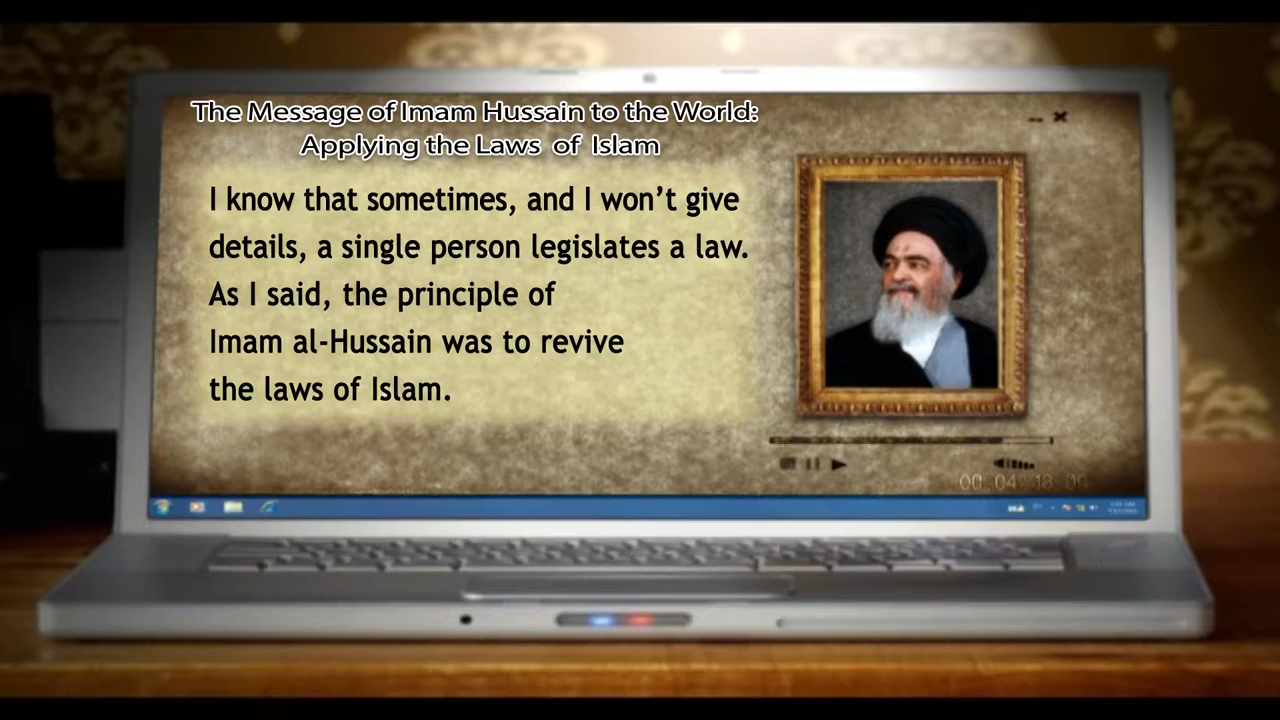 The Message of Imam Hussain to the World:
Applying the Laws of Islam
I know that sometimes, and I won't give
details, a single person legislates a law.
As I said, the principle of
Imam al-Hussain was to revive
the laws of Islam.